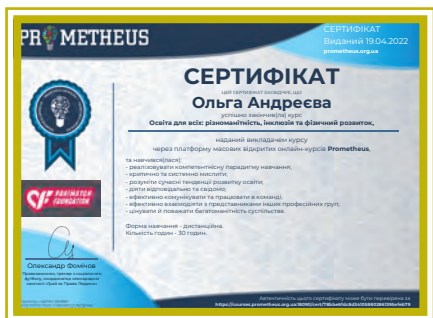 PROMETHEUS
СЕРТИФІКАТ
Виданий 19.04.2022
prometheus.org.ua
СЕРТИФІКАТ
ЦЕЙ СЕРТИФІКАТ ЗАСВІДЧУЄ, ЩО
Ольга Андреєва
успішно закінчив(ла) курс
Освіта для всіх: різноманітність, інклюзія та фізичний розвиток,
наданий викладачем курсу
через платформу масових відкритих онлайн-курсів Prometheus,
та навчився(лася):
- реалізовувати компетентнісну парадигму навчання;
- критично та системно мислити;
- розуміти сучасні тенденції розвитку освіти;
- діяти відповідально та свідомо;
- ефективно комунікувати та працювати в команді;
- ефективно взаємодіяти з представниками інших професійних груп;
- цінувати й поважати багатоманітність суспільства.
Форма навчання - дистанційна.
Кількість годин - 30 годин.
PARIMATCH
FOUNDATION
Олександр Фомічов
Автентичність цього сертифікату може бути перевірена за